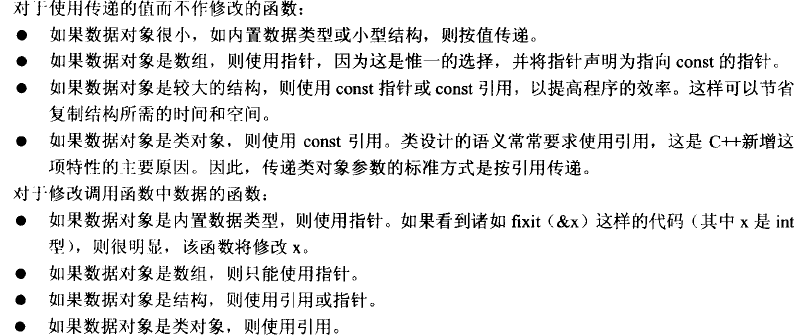 对于使用传递的值而不作修改的函数：
● 如果数据对象很小，如内置数据类型或小型结构，则按值传递。
● 如果数据对象是数组，则使用指针，因为这是惟一的选择，并将指针声明为指向 const 的指针。
● 如果数据对象是较大的结构，则使用 const 指针或 const 引用，以提高程序的效率。这样可以节省
复制结构所需的时间和空间。
● 如果数据对象是类对象，则使用 const 引用。类设计的语义常常要求使用引用，这是 C++新增这
项特性的主要原因。因此，传递类对象参数的标准方式是按引用传递。
对于修改调用函数中数据的函数：
● 如果数据对象是内置数据类型，则使用指针。如果看到诸如 fixit（&x）这样的代码（其中 x 是 int
型），则很明显，该函数将修改 x。
● 如果数据对象是数组，则只能使用指针。
● 如果数据对象是结构，则使用引用或指针。
● 如果数据对象是类对象，则使用引用。